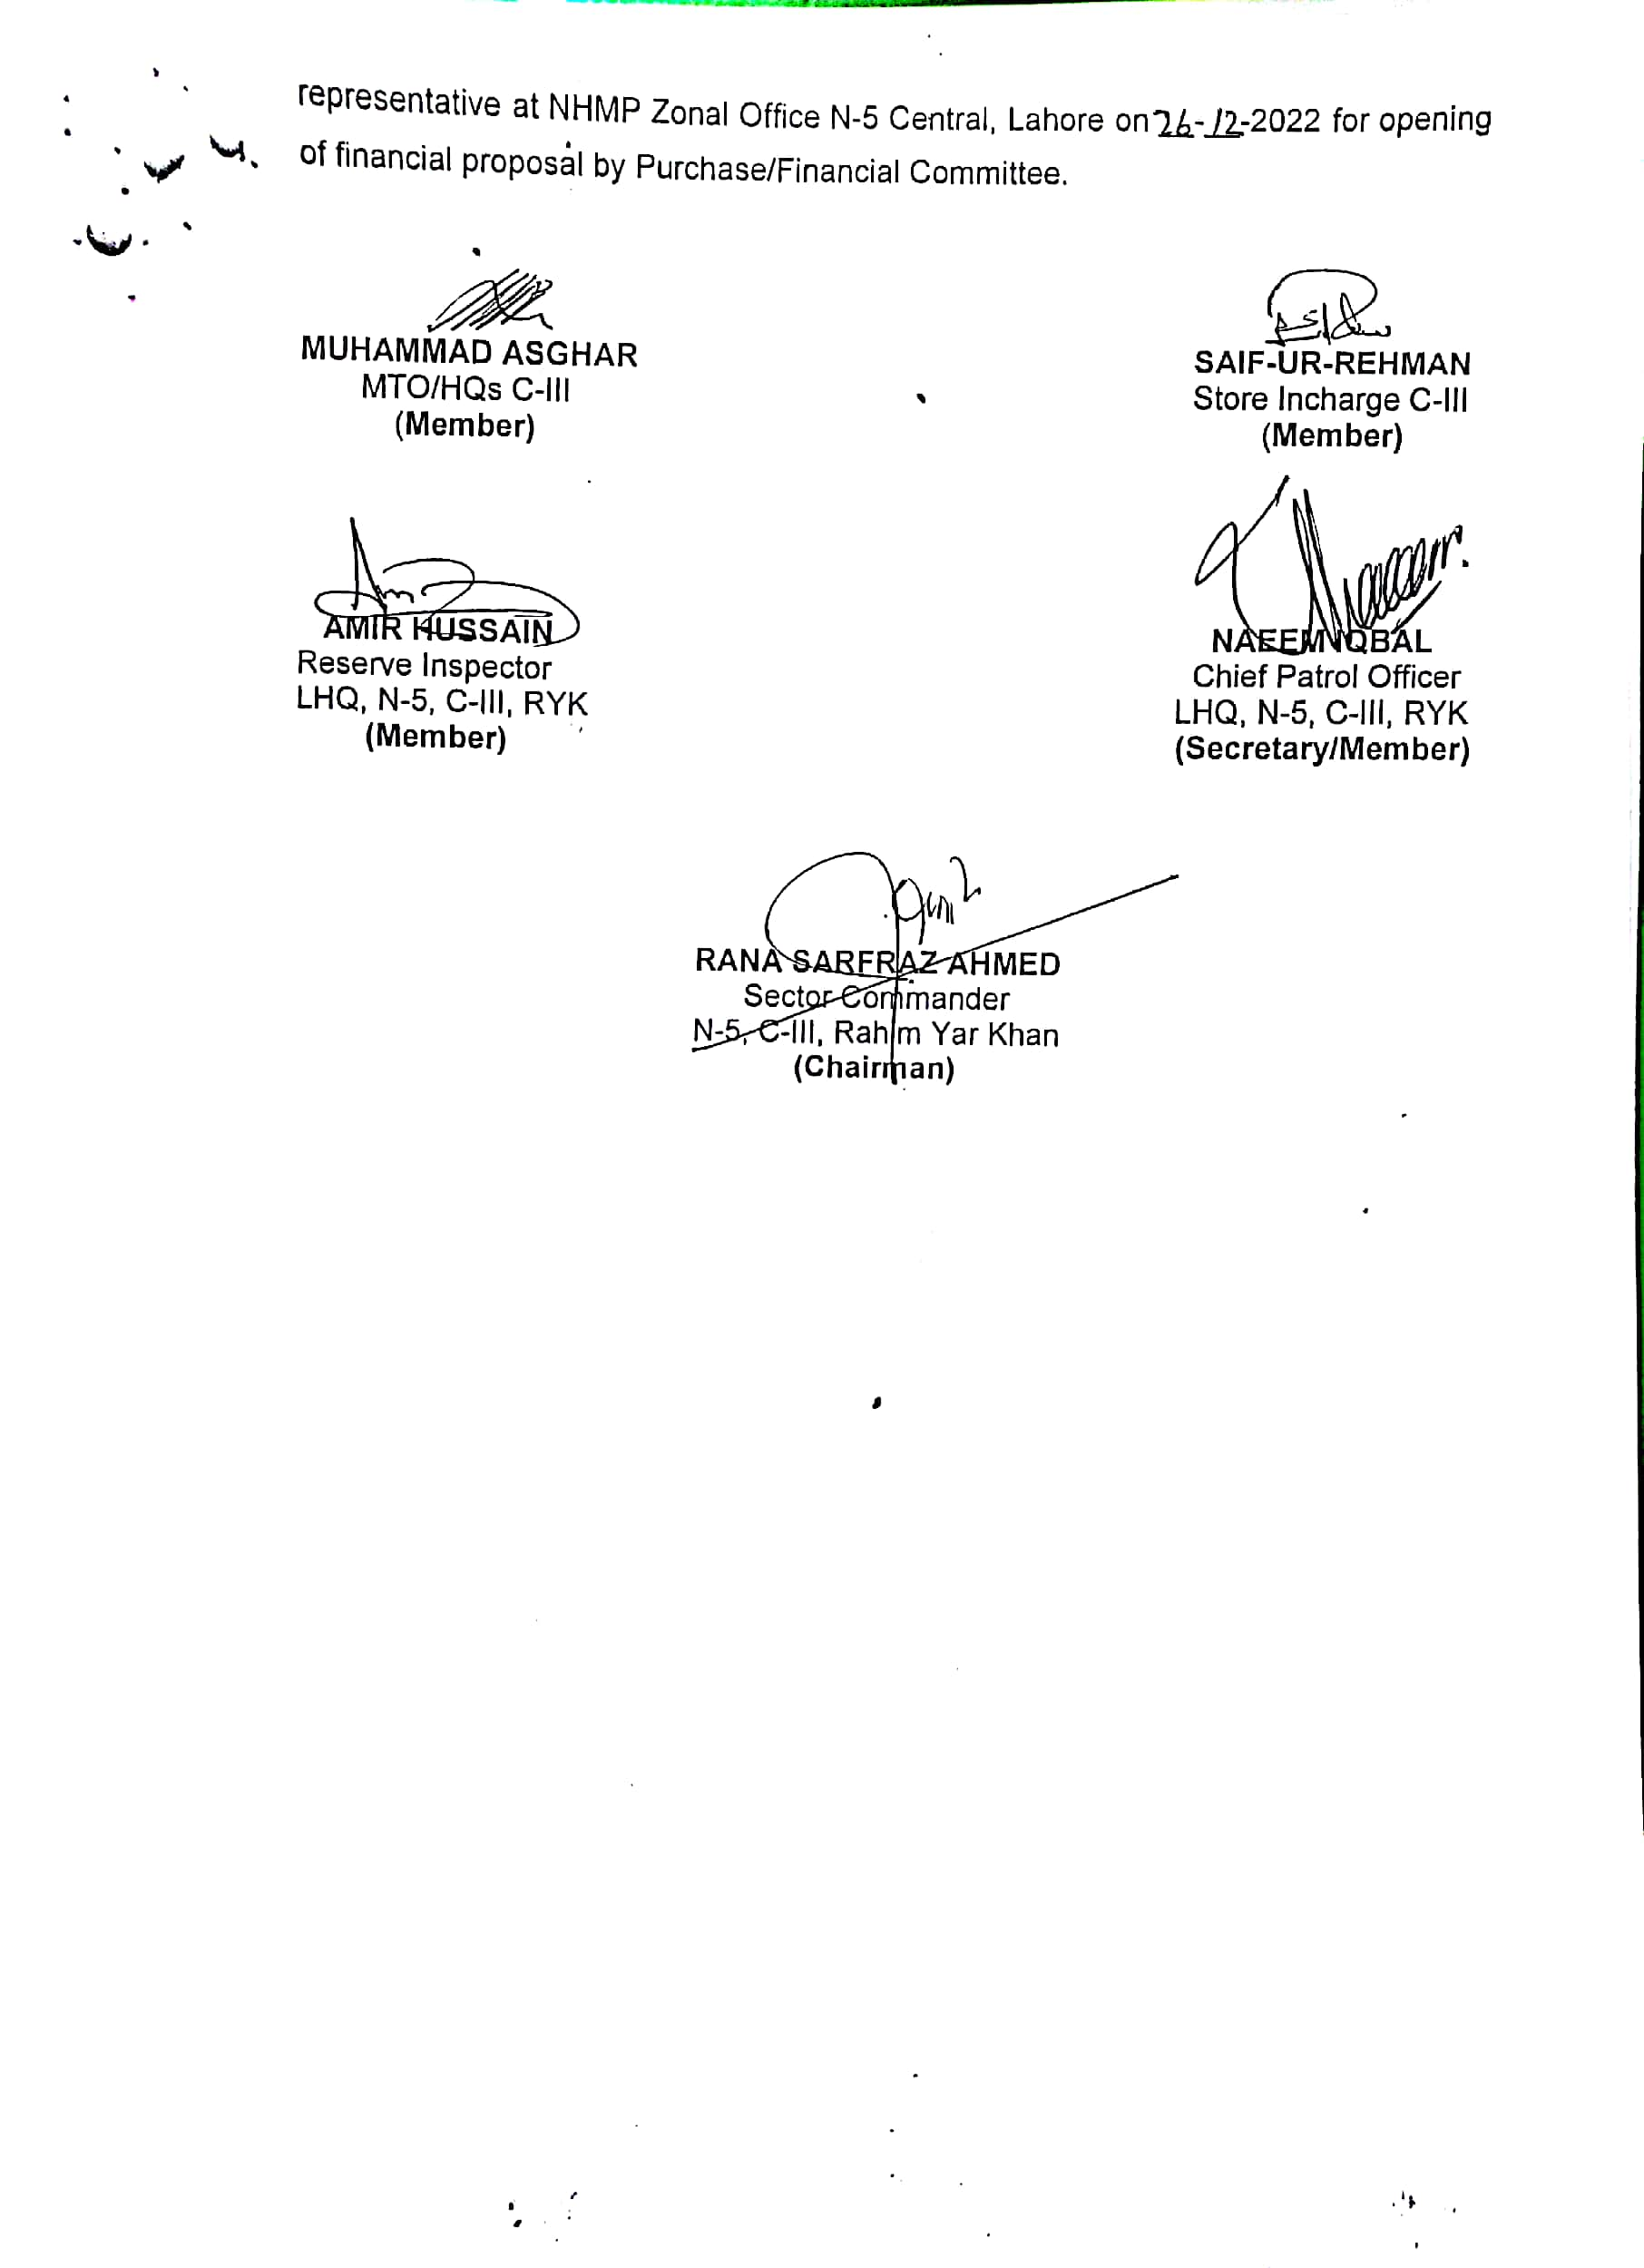 representative at NHMP Zonal Office N-5 Central, Lahore on 26-12-2022 for opening
of financial proposal by Purchase/Financial Committee.
MUHAMMAD ASGHAR
MTO/HQs C-III
(Member)
SAIF-UR-REHMAN
Store Incharge C-III
(Member)
AMIR HUSSAIN
Reserve Inspector
LHQ, N-5, C-III, RYK
(Member)
NAEEM IQBAL
Chief Patrol Officer
LHQ, N-5, C-III, RYK
(Secretary/Member)
RANA SARFRAZ AHMED
Sector Commander
N-5, C-III, Rahim Yar Khan
(Chairman)